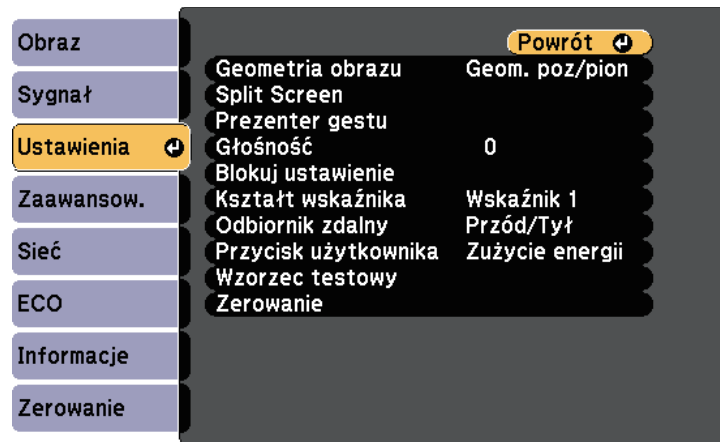 Obraz
Sygnał
Ustawienia
Zaawansow.
Sieć
ECO
Informacje
Zerowanie
Powrót
Geometria obrazu Geom. poz/pion
Split Screen
Prezenter gestu
Głośność 0
Blokuj ustawienie
Kształt wskaźnika Wskaźnik 1
Odbiornik zdalny Przód/Tył
Przycisk użytkownika Zużycie energii
Wzorzec testowy
Zerowanie